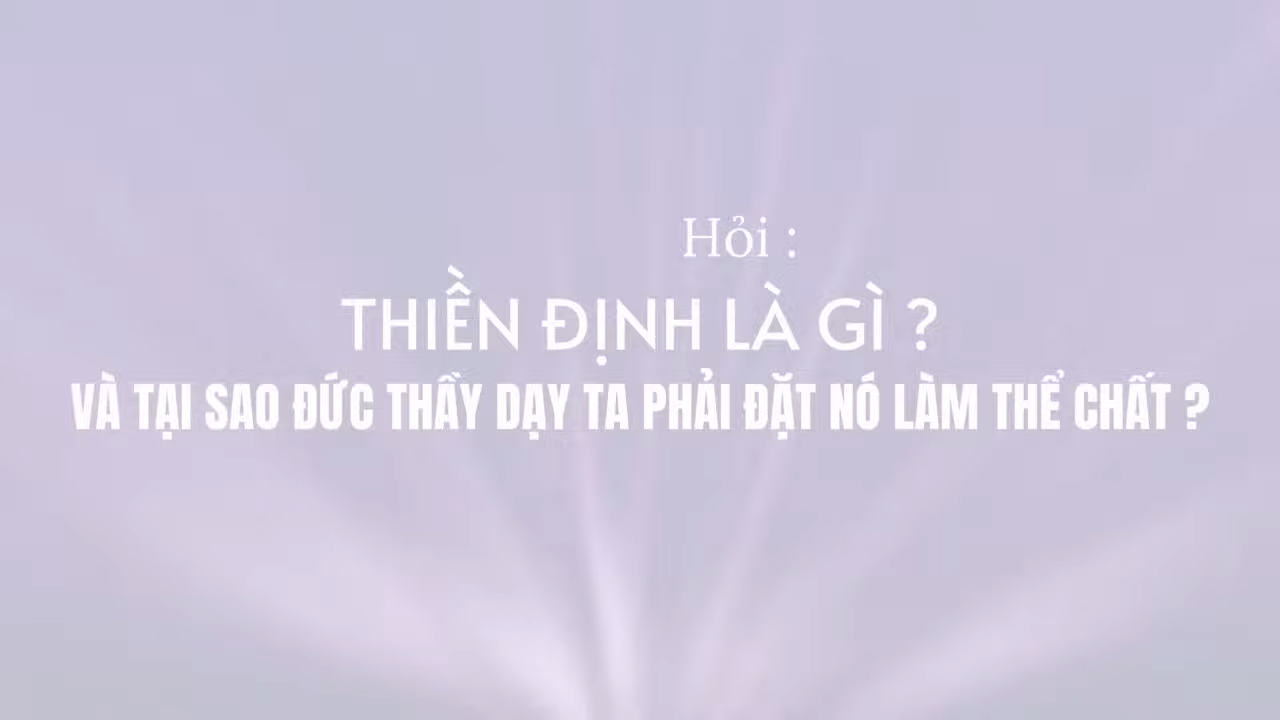 Hỏi :
THIỀN ĐỊNH LÀ GÌ ?
VÀ TẠI SAO ĐỨC THẦY DẠY TA PHẢI ĐẶT NÓ LÀM THỂ CHẤT ?